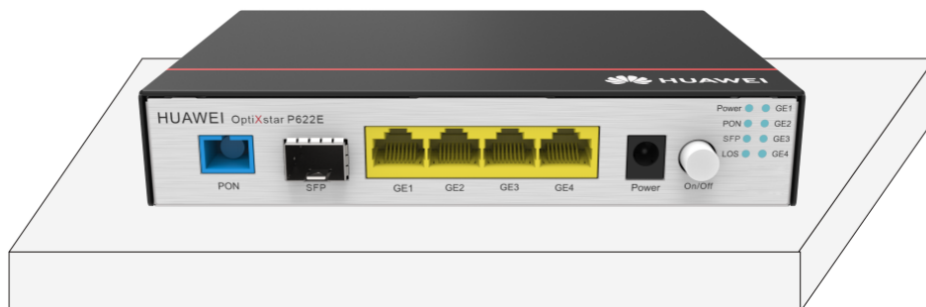 HUAWEI
HUAWEI OptiXstar P622E
Power GE1
PON GE2
SFP GE3
LOS GE4
PON
SFP
GE1 GE2 GE3 GE4
Power
On/Off